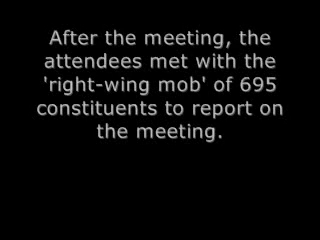 After the meeting, the
attendees met with the
'right-wing mob' of 695
constituents to report on
the meeting.